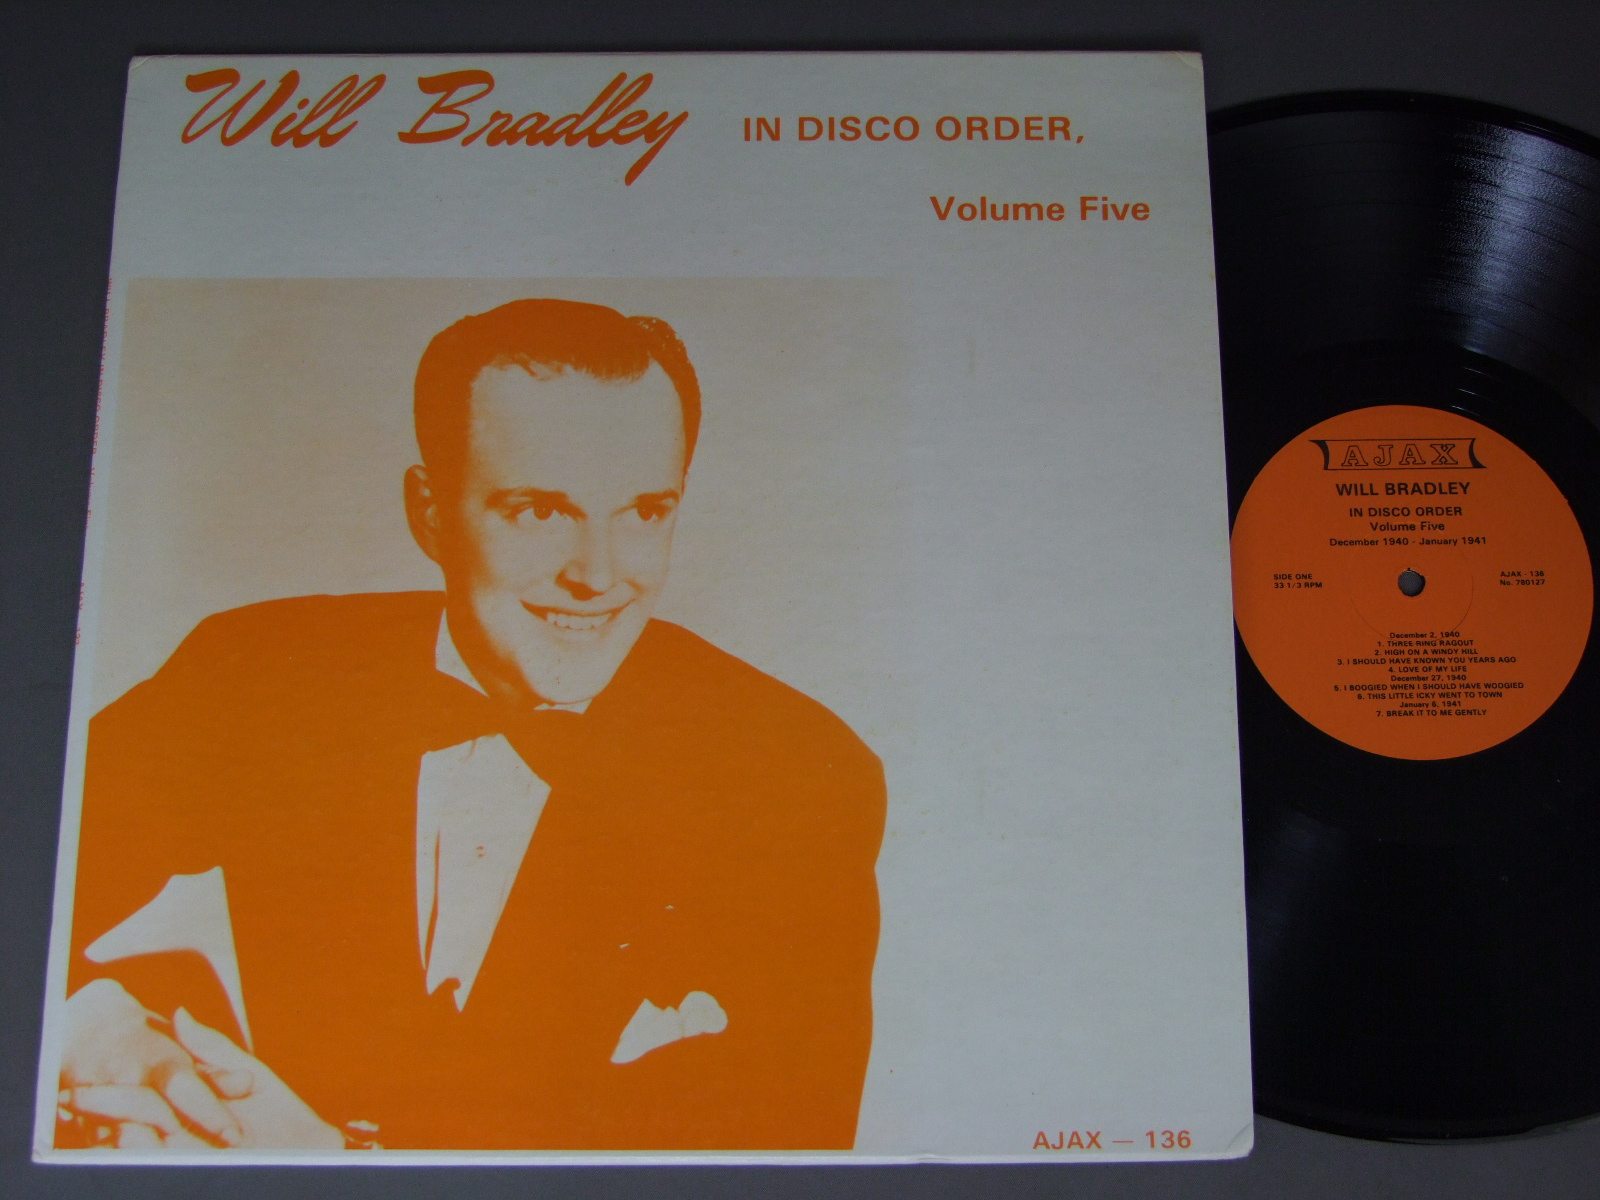 Will Bradley IN DISCO ORDER,
Volume Five
AJAX — 136
AJAX
WILL BRADLEY
IN DISCO ORDER
Volume Five
December 1940 - January 1941
SIDE ONE
33 1/3 RPM
AJAX - 136
No. 780127
December 2, 1940
1. THREE RING RAGOUT
2. HIGH ON A WINDY HILL
3. I SHOULD HAVE KNOWN YOU YEARS AGO
4. LOVE OF MY LIFE
December 27, 1940
5. I BOOGIED WHEN I SHOULD HAVE WOOGIED
6. THIS LITTLE ICKY WENT TO TOWN
January 6, 1941
7. BREAK IT TO ME GENTLY